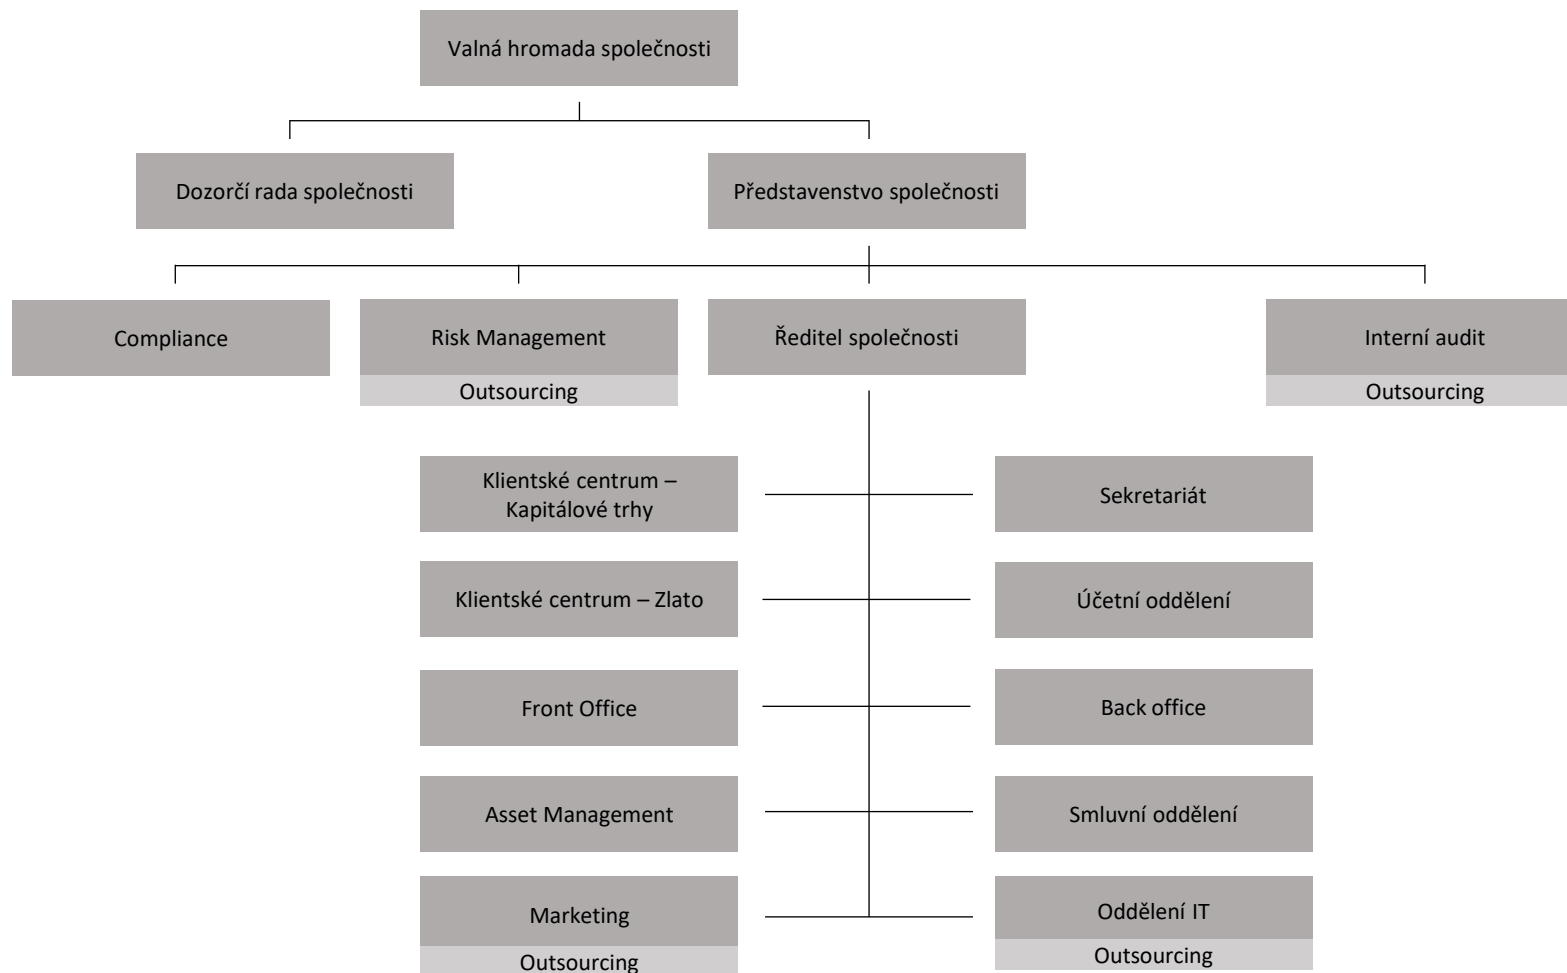 Valná hromada společnosti
Dozorčí rada společnosti
Představenstvo společnosti
Compliance
Risk Management
Outsourcing
Ředitel společnosti
Interní audit
Outsourcing
Klientské centrum –
Kapitálové trhy
Sekretariát
Klientské centrum – Zlato
Účetní oddělení
Front Office
Back office
Asset Management
Smluvní oddělení
Marketing
Outsourcing
Oddělení IT
Outsourcing